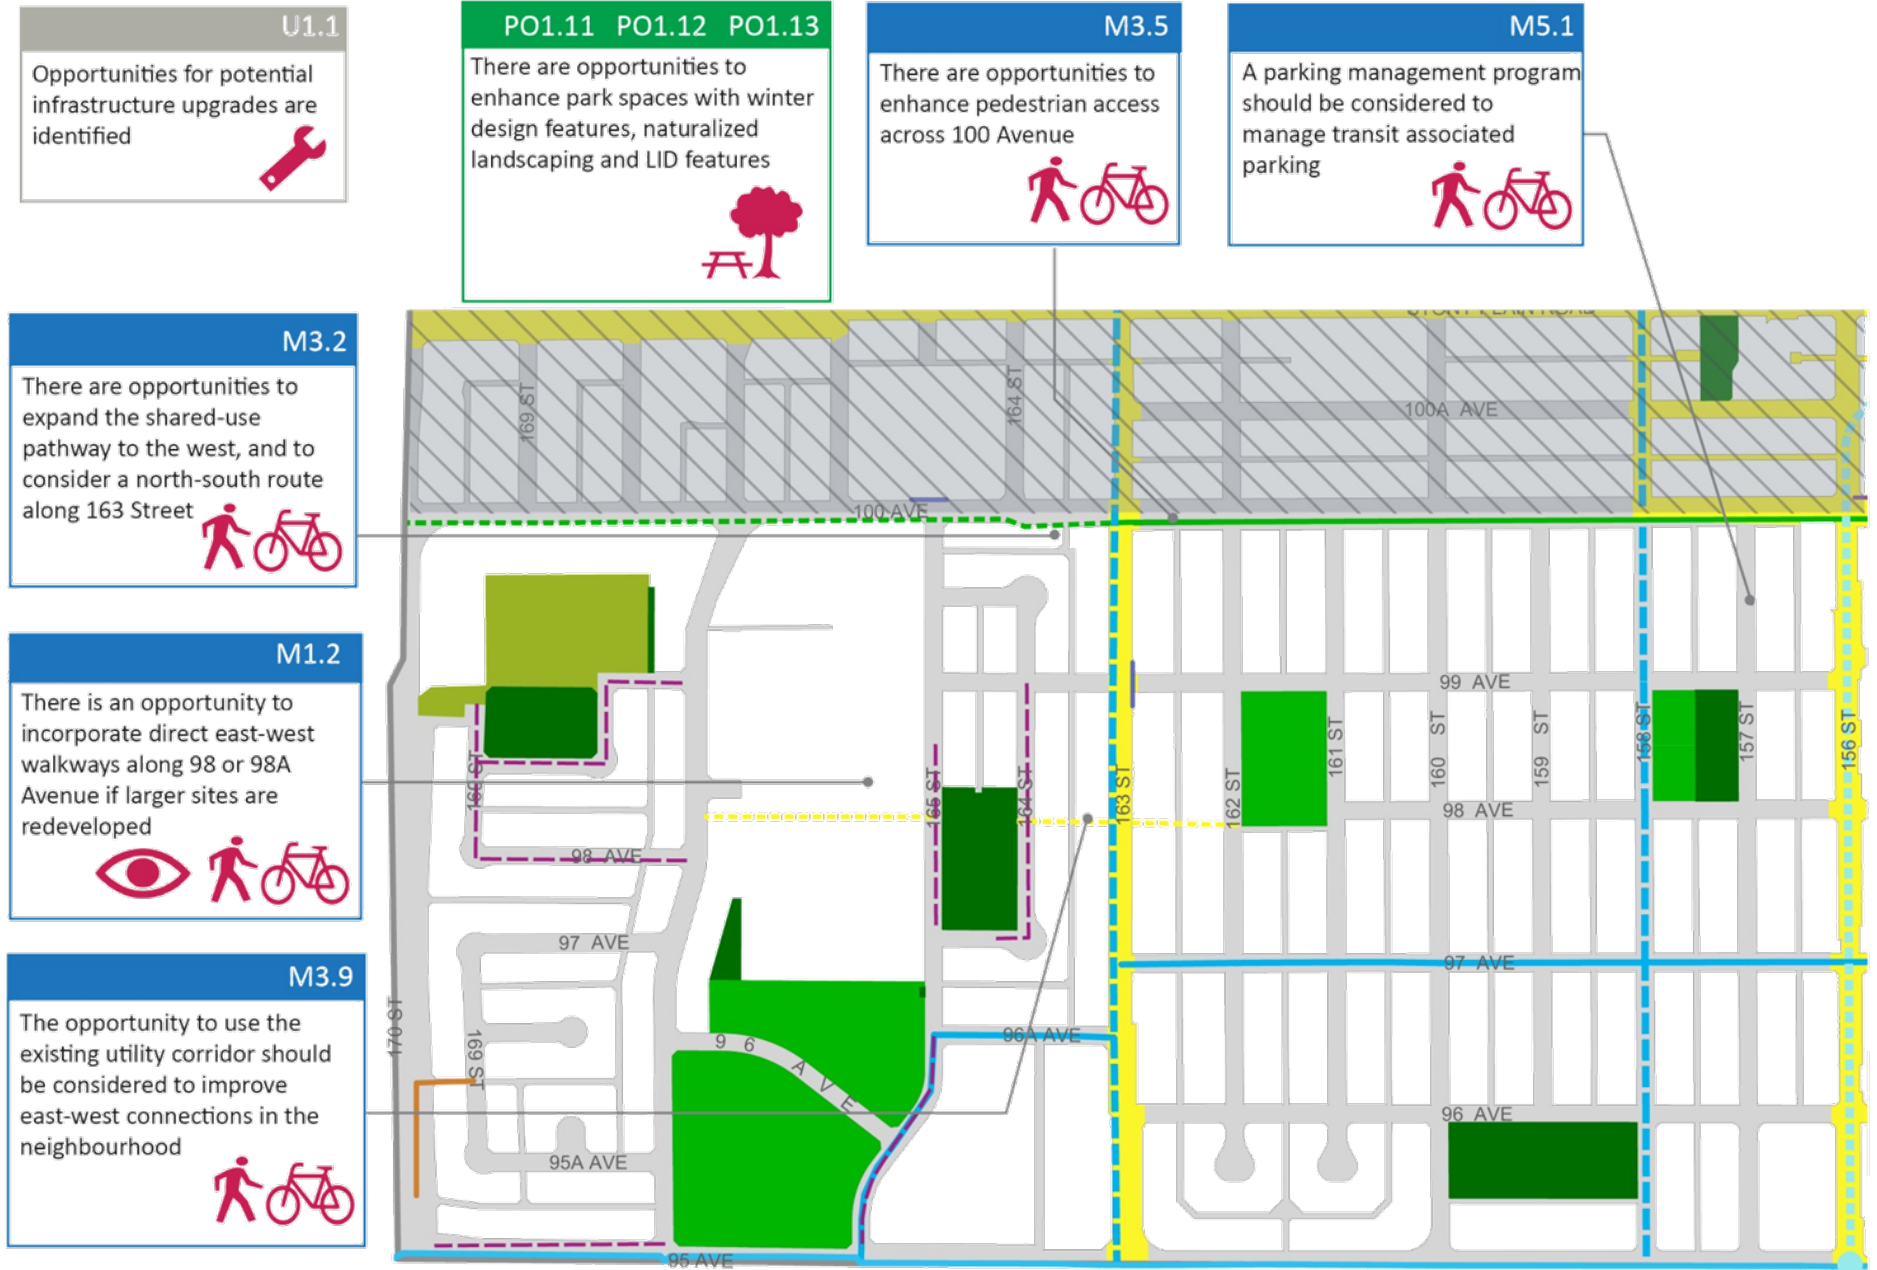 U1.1
Opportunities for potential
infrastructure upgrades are
identified
PO1.11 PO1.12 PO1.13
There are opportunities to
enhance park spaces with winter
design features, naturalized
landscaping and LID features
M3.5
There are opportunities to
enhance pedestrian access
across 100 Avenue
M5.1
A parking management program
should be considered to
manage transit associated
parking
M3.2
There are opportunities to
expand the shared-use
pathway to the west, and to
consider a north-south route
along 163 Street
M1.2
There is an opportunity to
incorporate direct east-west
walkways along 98 or 98A
Avenue if larger sites are
redeveloped
M3.9
The opportunity to use the
existing utility corridor should
be considered to improve
east-west connections in the
neighbourhood
STONY PLAIN ROAD
169 ST
164 ST
100A AVE
100 AVE
99 AVE
169 ST
165 ST
164 ST
163 ST
162 ST
161 ST
160 ST
159 ST
158 ST
157 ST
156 ST
98 AVE
98 AVE
97 AVE
97 AVE
170 ST
169 ST
96 AVE
96A AVE
96 AVE
95A AVE
95 AVE